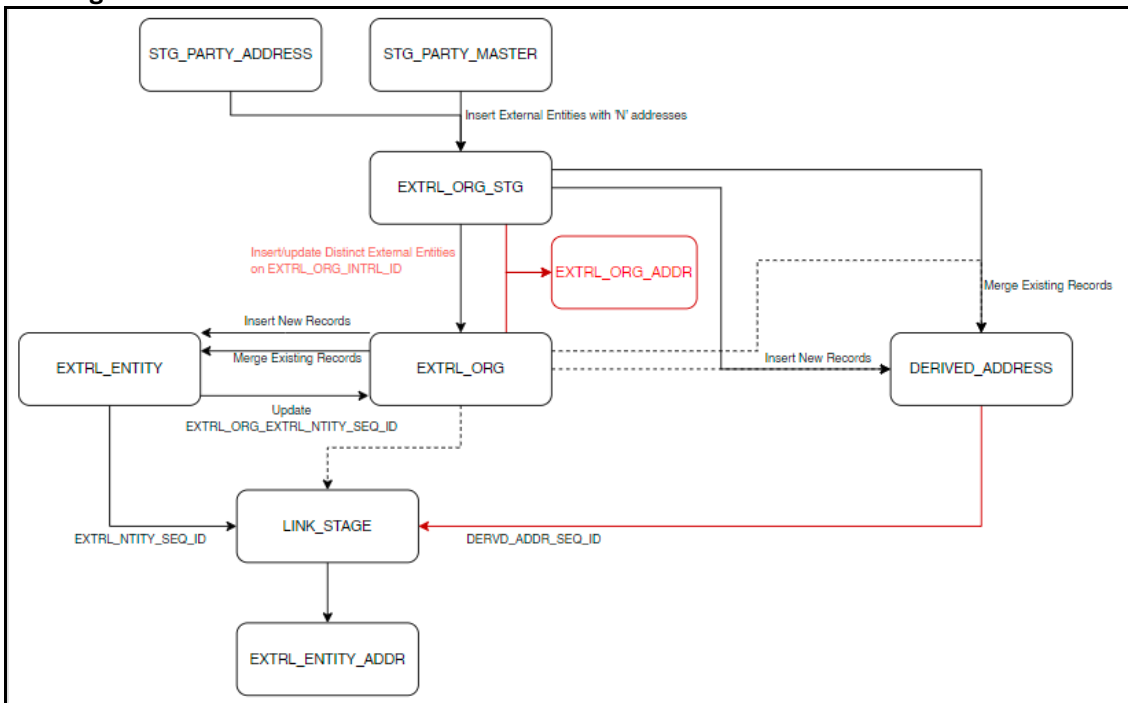 STG_PARTY_ADDRESS
STG_PARTY_MASTER
Insert External Entities with 'N' addresses
EXTRL_ORG_STG
Insert/update Distinct External Entities
on EXTRL_ORG_INTRL_ID
EXTRL_ORG_ADDR
Merge Existing Records
Insert New Records
Merge Existing Records
Insert New Records
EXTRL_ENTITY
EXTRL_ORG
DERIVED_ADDRESS
Update
EXTRL_ORG_EXTRL_NTITY_SEQ_ID
LINK_STAGE
EXTRL_NTITY_SEQ_ID
DERVD_ADDR_SEQ_ID
EXTRL_ENTITY_ADDR